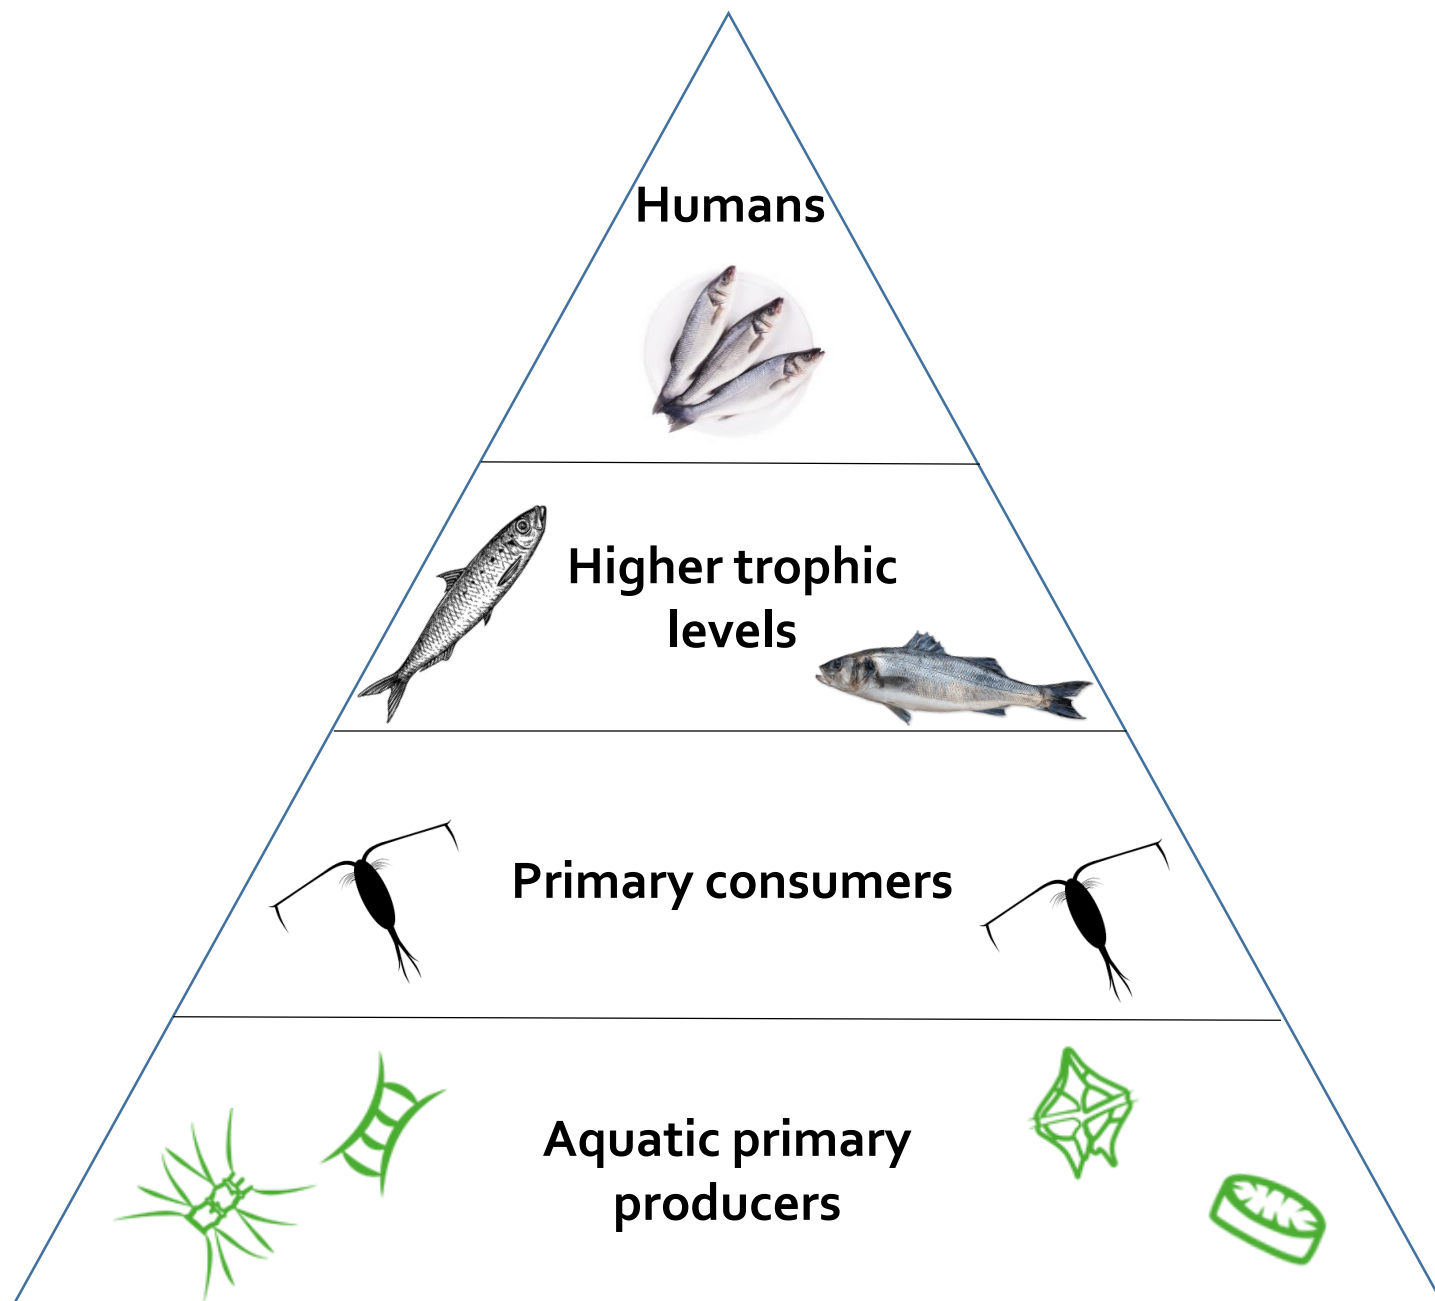 Humans
Higher trophic
levels
Primary consumers
Aquatic primary
producers